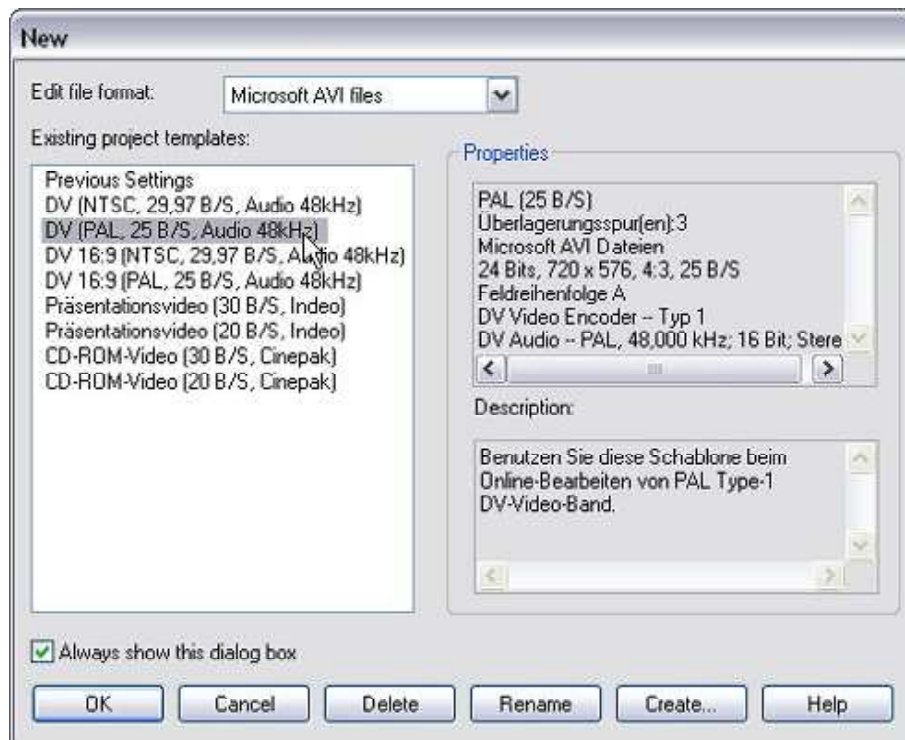 New
Edit file format:
Microsoft AVI files
Existing project templates:
Previous Settings
DV (NTSC, 29,97 B/S, Audio 48kHz)
DV (PAL, 25 B/S, Audio 48kHz)
DV 16:9 (NTSC, 29,97 B/S, Audio 48kHz)
DV 16:9 (PAL, 25 B/S, Audio 48kHz)
Präsentationsvideo (30 B/S, Indeo)
Präsentationsvideo (20 B/S, Indeo)
CD-ROM-Video (30 B/S, Cinepak)
CD-ROM-Video (20 B/S, Cinepak)
Properties
PAL (25 B/S)
Überlagerungsspur(en):3
Microsoft AVI Dateien
24 Bits, 720 x 576, 4:3, 25 B/S
Feldreihenfolge A
DV Video Encoder -- Typ 1
DV Audio -- PAL, 48,000 kHz; 16 Bit; Stere
Description:
Benutzen Sie diese Schablone beim
Online-Bearbeiten von PAL Type-1
DV-Video-Band.
Always show this dialog box
OK
Cancel
Delete
Rename
Create...
Help